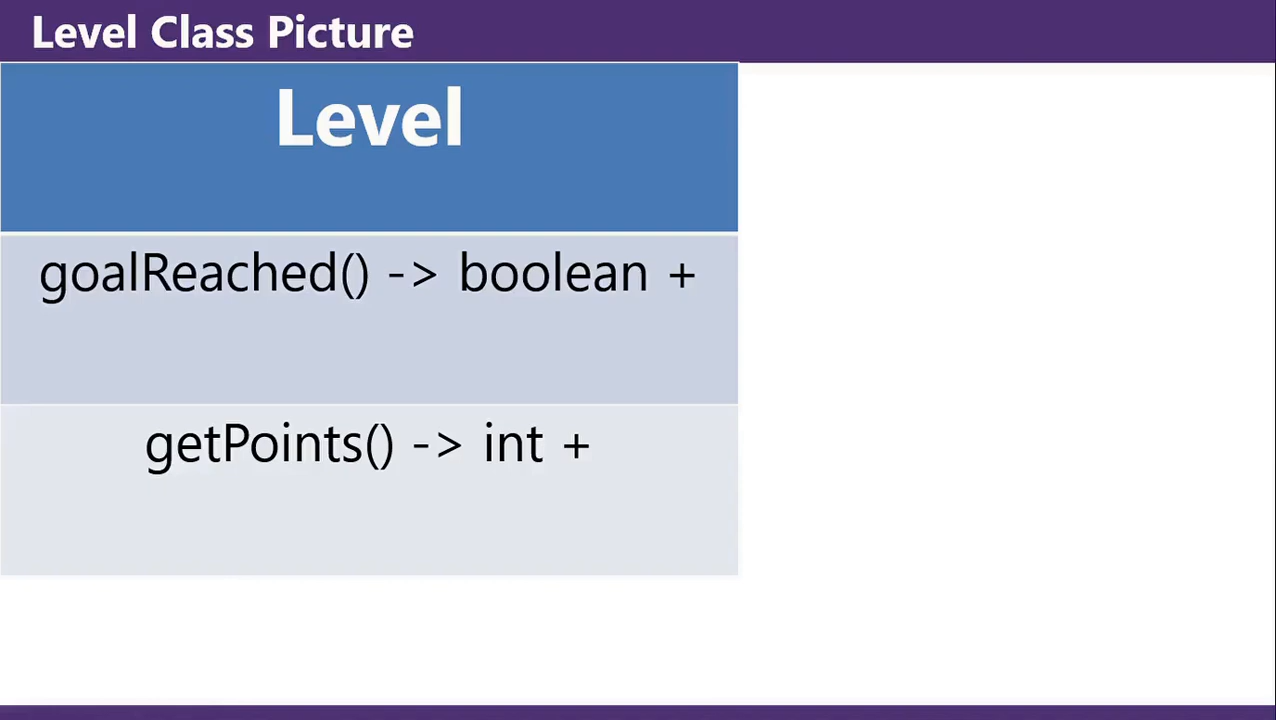 Level Class Picture
Level
goalReached() -> boolean +
getPoints() -> int +